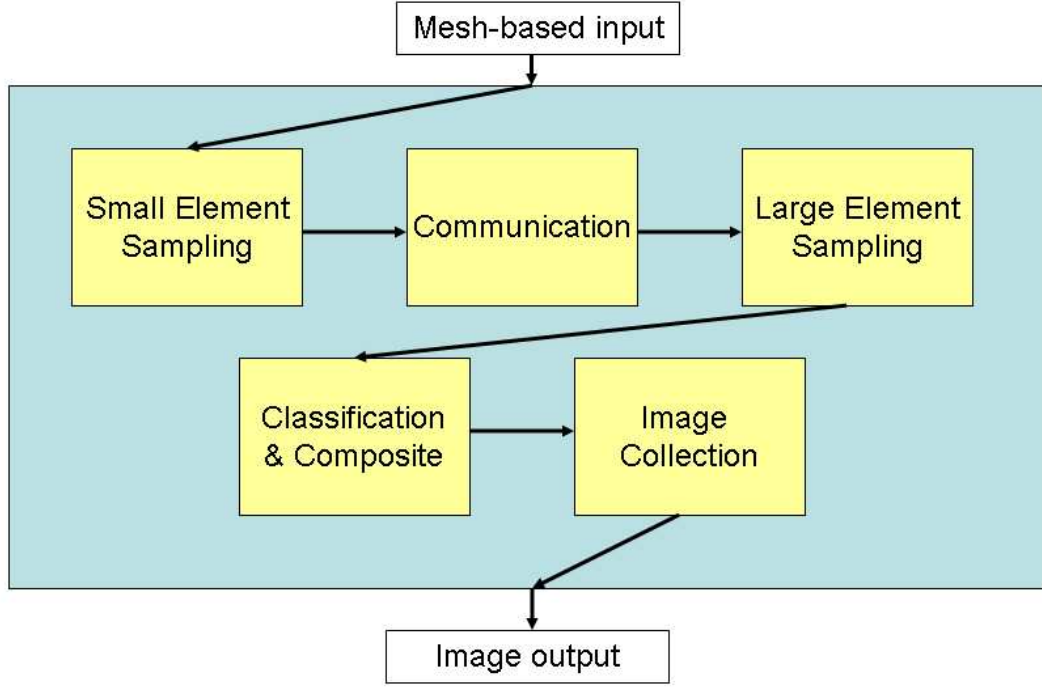 Mesh-based input
Small Element
Sampling
Communication
Large Element
Sampling
Classification
& Composite
Image
Collection
Image output